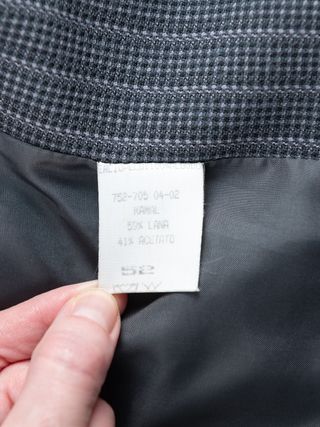 752-705 04-02
KAMAL
59% LANA
41% ACETATO
52